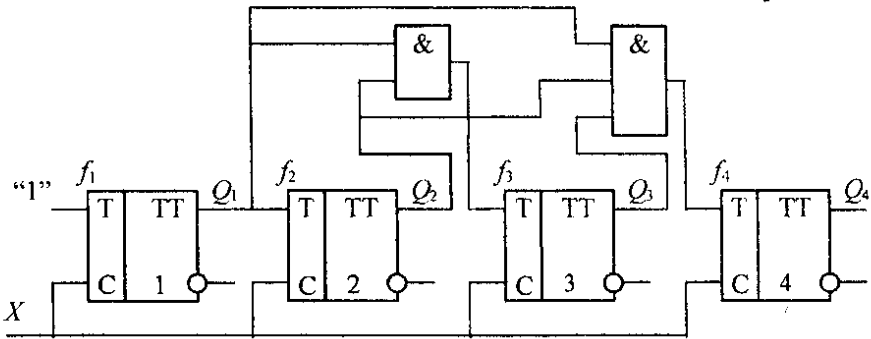 & &
"1" f₁ Q₁ f₂ Q₂ f₃ Q₃ f₄ Q₄
T TT T TT T TT T TT
C 1 C 2 C 3 C 4
X